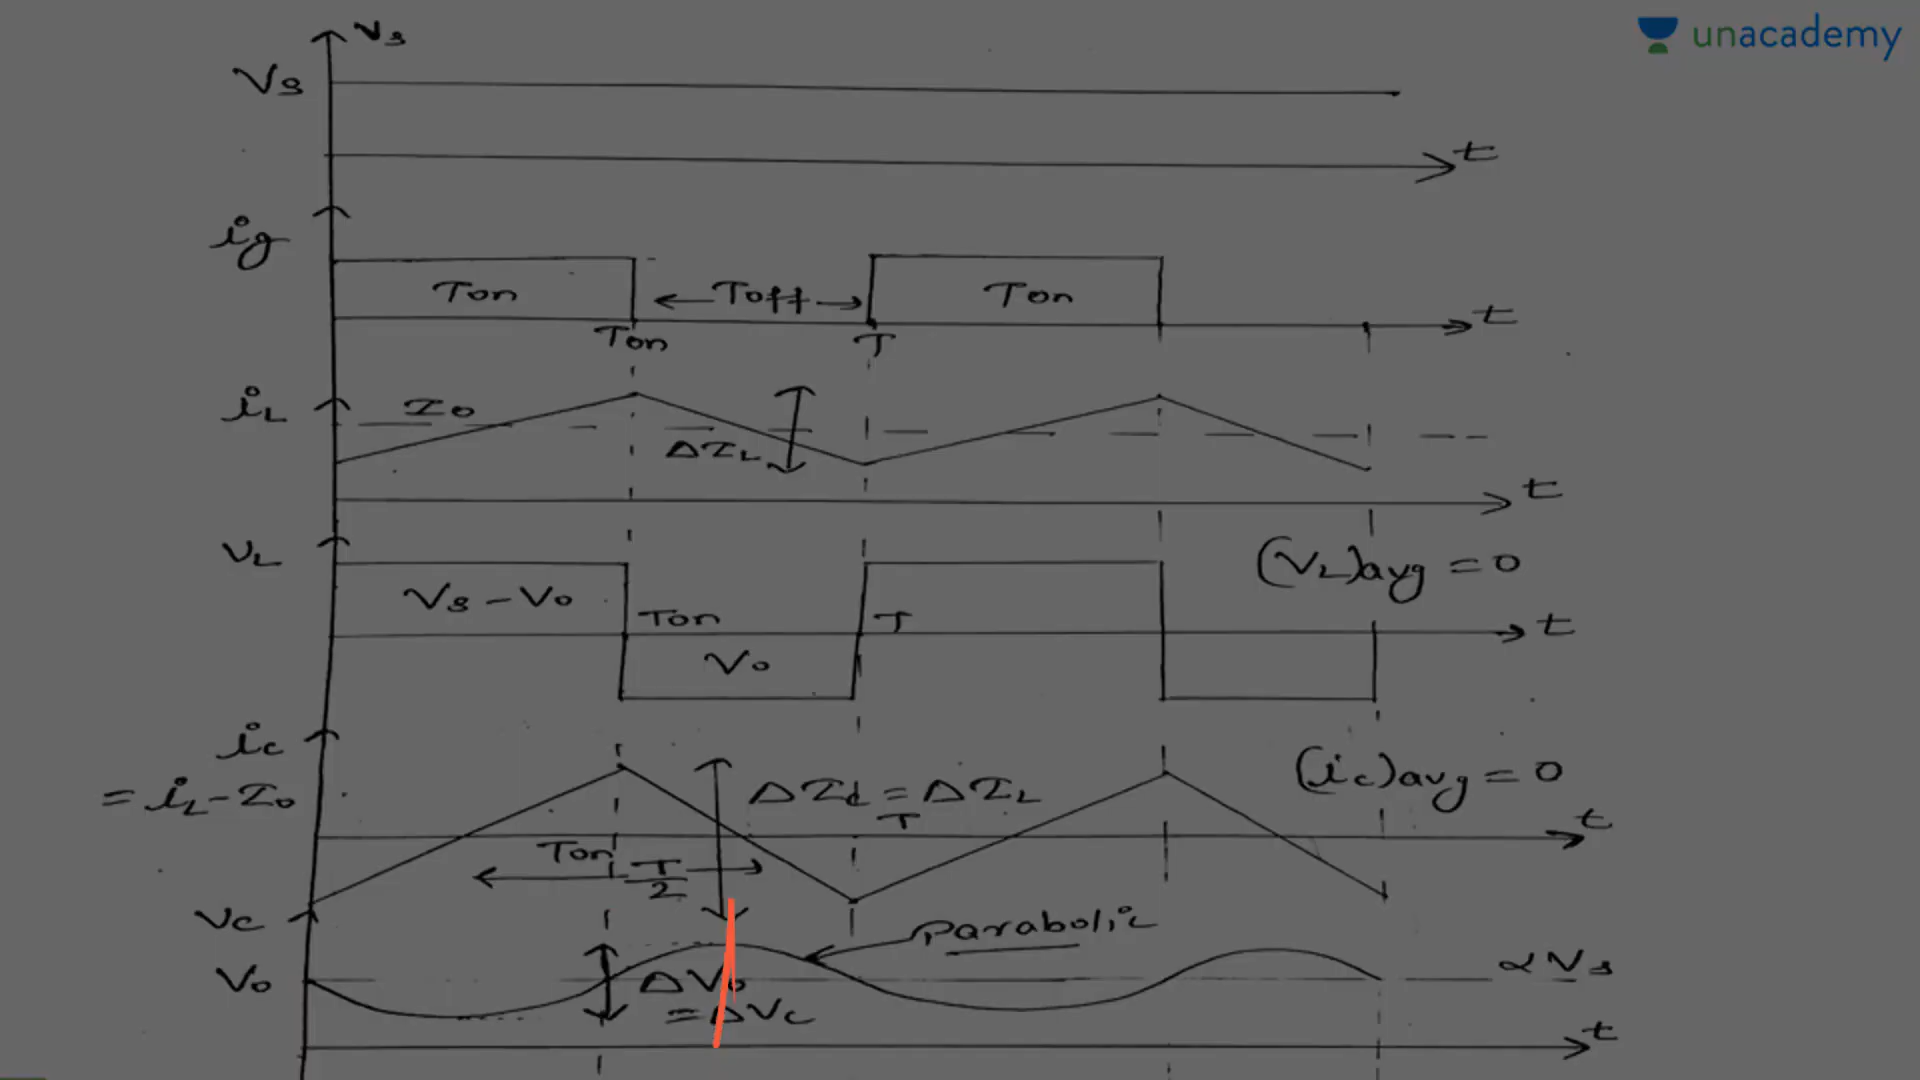 unacademy
Vs
Vs
t
ig
Ton
Toff
Ton
t
Ton
T
iL
Io
ΔIL
t
VL
Vs - Vo
Ton
T
(VL)avg = 0
t
Vo
ic
= iL - Io
ΔIc = ΔIL
(ic)avg = 0
T
t
Ton
T/2
Vc
Parabolic
Vo
ΔVo
αVs
= ΔVc
t